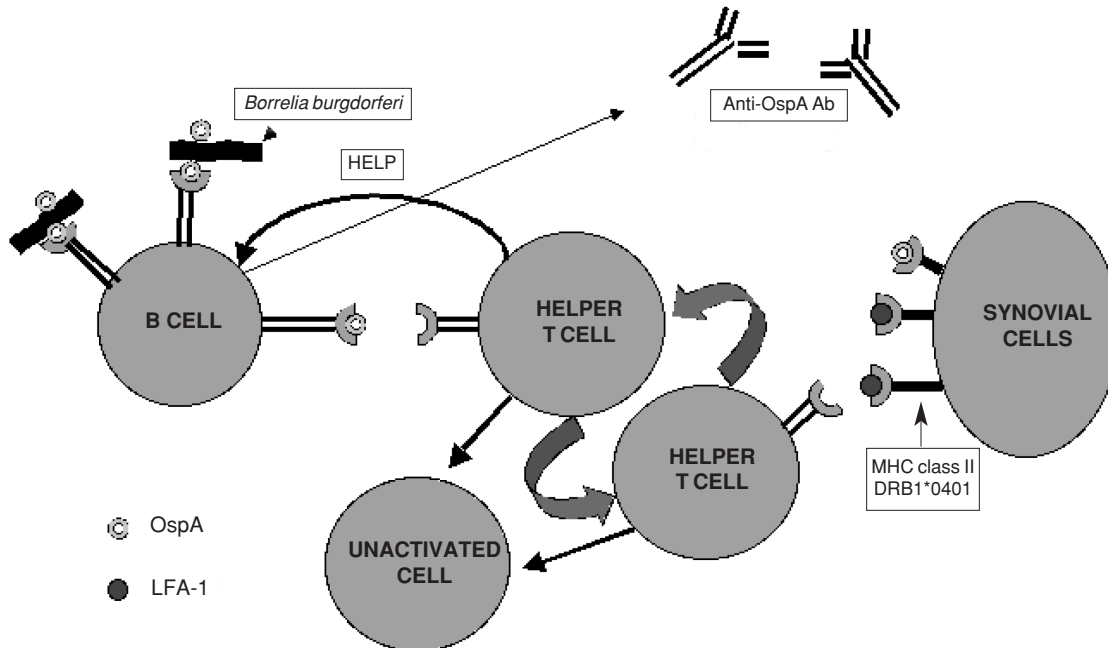 Borrelia burgdorferi
Anti-OspA Ab
HELP
B CELL
HELPER
T CELL
SYNOVIAL
CELLS
HELPER
T CELL
MHC class II
DRB1*0401
UNACTIVATED
CELL
OspA
LFA-1